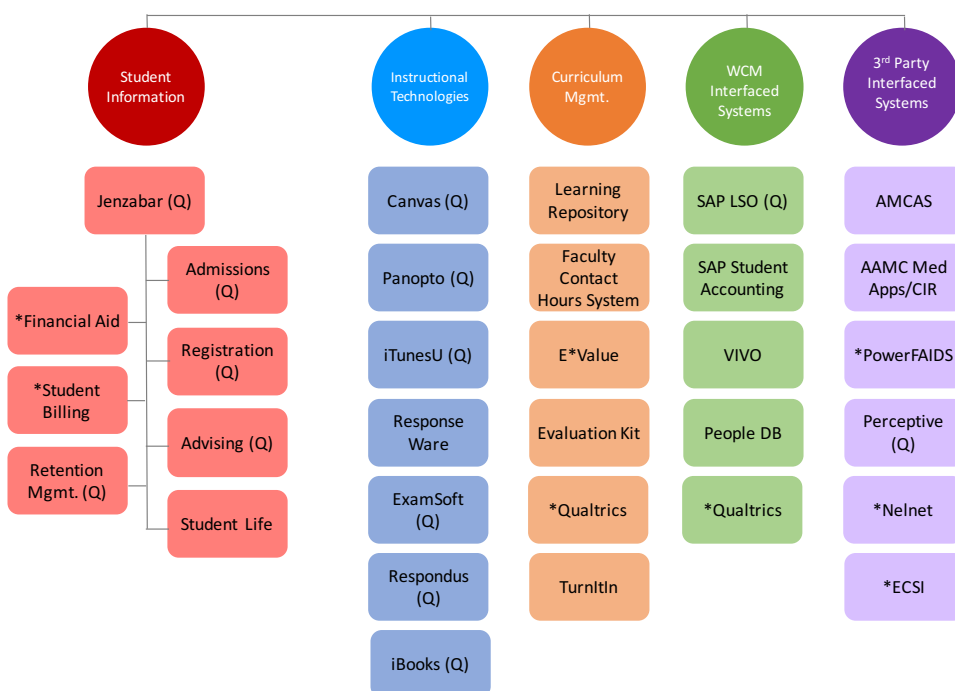 Student
Information
Instructional
Technologies
Curriculum
Mgmt.
WCM
Interfaced
Systems
3rd Party
Interfaced
Systems
Jenzabar (Q)
Admissions
(Q)
*Financial Aid
Registration
(Q)
*Student
Billing
Advising (Q)
Retention
Mgmt. (Q)
Student Life
Canvas (Q)
Panopto (Q)
iTunesU (Q)
Response
Ware
ExamSoft
(Q)
Respondus
(Q)
iBooks (Q)
Learning
Repository
Faculty
Contact
Hours System
E*Value
Evaluation Kit
*Qualtrics
TurnItIn
SAP LSO (Q)
SAP Student
Accounting
VIVO
People DB
*Qualtrics
AMCAS
AAMC Med
Apps/CIR
*PowerFAIDS
Perceptive
(Q)
*Nelnet
*ECSI